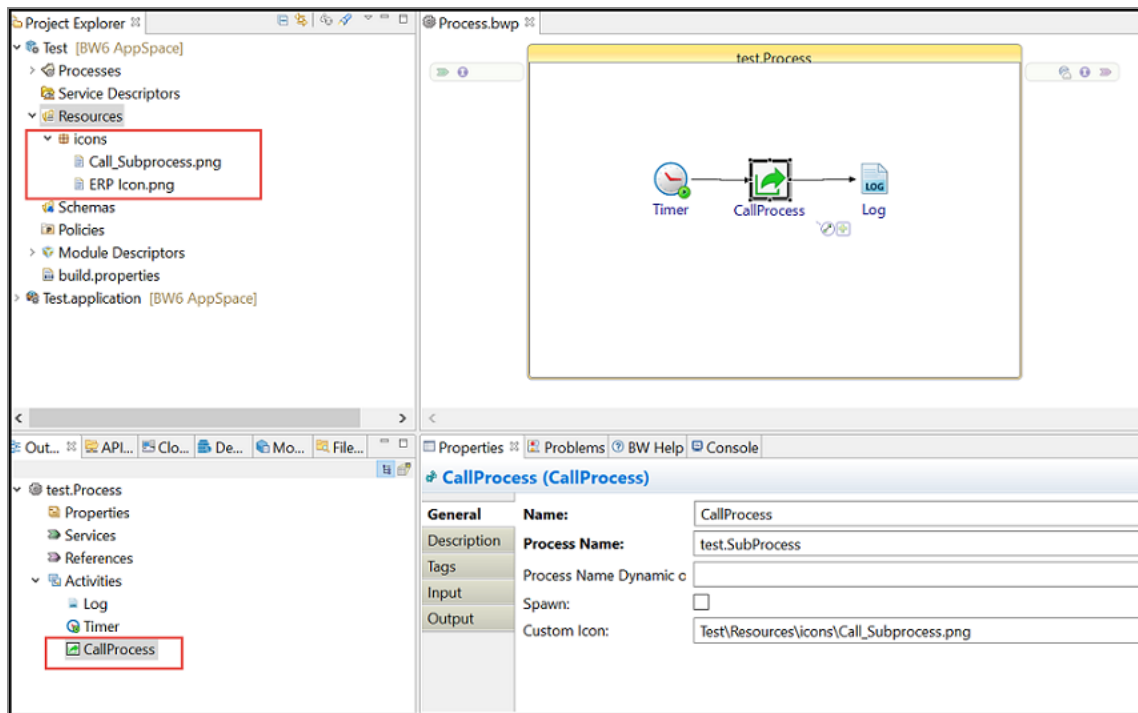 Project Explorer
Test [BW6 AppSpace]
Processes
Service Descriptors
Resources
icons
Call_Subprocess.png
ERP Icon.png
Schemas
Policies
Module Descriptors
build.properties
Test.application [BW6 AppSpace]
Process.bwp
test.Process
LOG
Timer
CallProcess
Log
Out... API... Clo... De... Mo... File...
test.Process
Properties
Services
References
Activities
Log
Timer
CallProcess
Properties Problems BW Help Console
CallProcess (CallProcess)
General
Description
Tags
Input
Output
Name: CallProcess
Process Name: test.SubProcess
Process Name Dynamic o
Spawn:
Custom Icon: Test\Resources\icons\Call_Subprocess.png